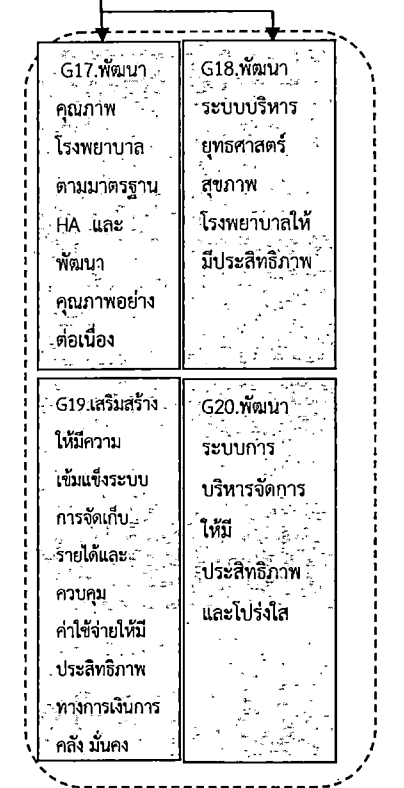 G17.พัฒนา
คุณภาพ
โรงพยาบาล
ตามมาตรฐาน
HA และ
พัฒนา
คุณภาพอย่าง
ต่อเนื่อง
G18.พัฒนา
ระบบบริหาร
ยุทธศาสตร์
สุขภาพ
โรงพยาบาลให้
มีประสิทธิภาพ
G19.เสริมสร้าง
ให้มีความ
เข้มแข็งระบบ
การจัดเก็บ
รายได้และ
ควบคุม
ค่าใช้จ่ายให้มี
ประสิทธิภาพ
ทางการเงินการ
คลัง มั่นคง
G20.พัฒนา
ระบบการ
บริหารจัดการ
ให้มี
ประสิทธิภาพ
และโปร่งใส